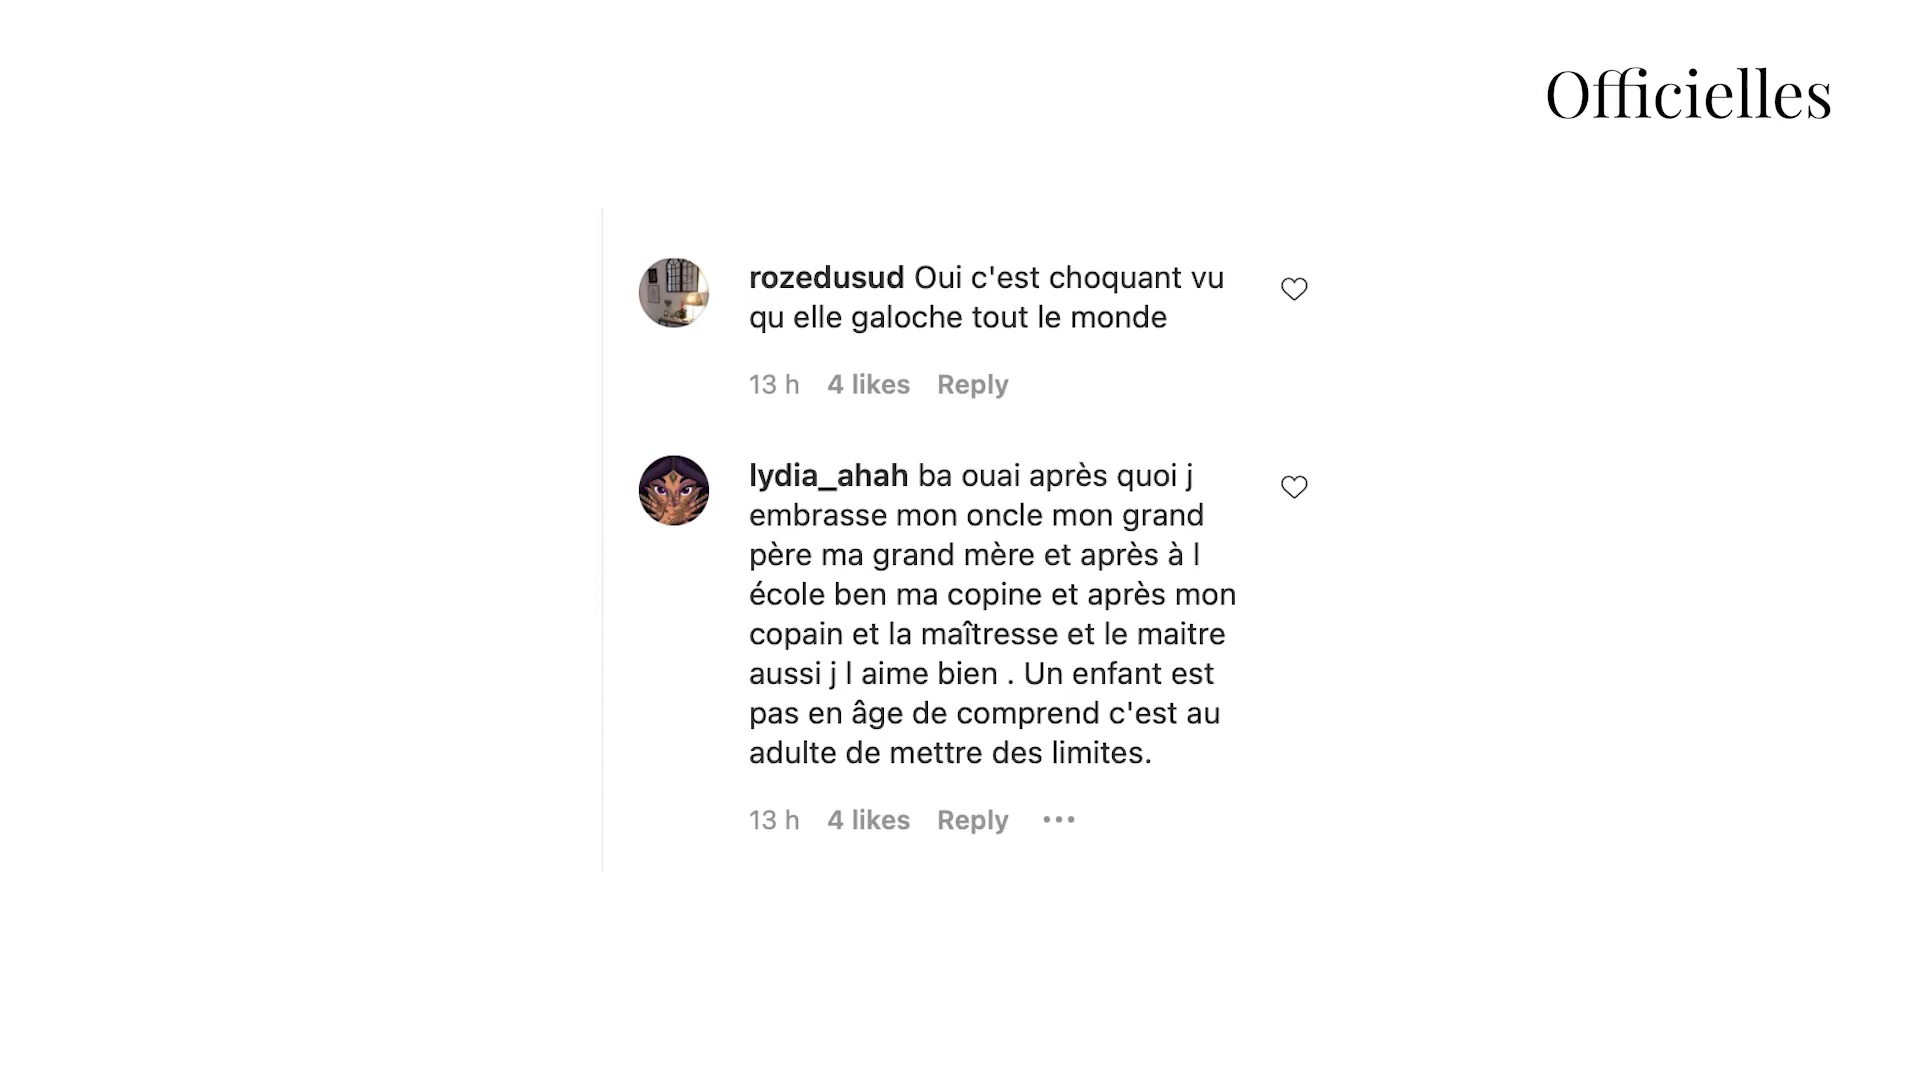 Officielles
rozedusud Oui c'est choquant vu
qu elle galoche tout le monde
13 h 4 likes Reply
lydia_ahah ba ouai après quoi j
embrasse mon oncle mon grand
père ma grand mère et après à l
école ben ma copine et après mon
copain et la maîtresse et le maitre
aussi j l aime bien . Un enfant est
pas en âge de comprend c'est au
adulte de mettre des limites.
13 h 4 likes Reply •••